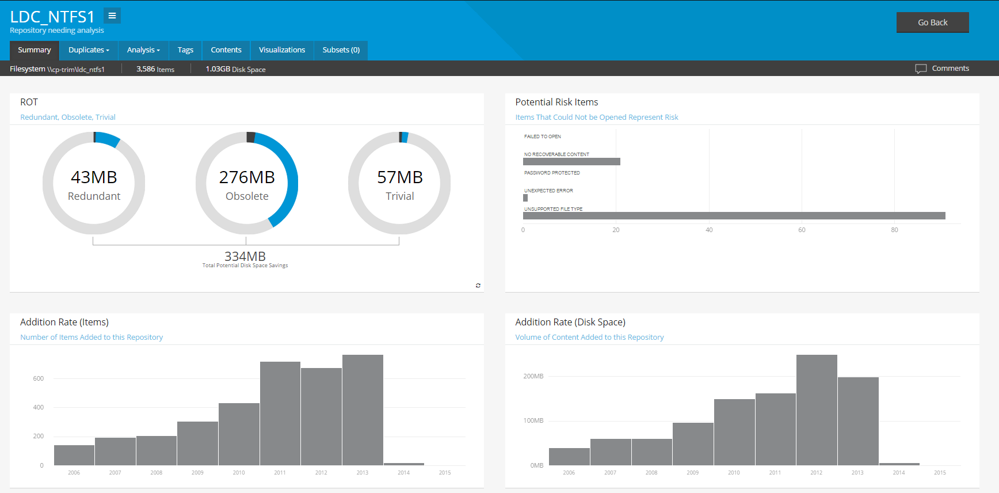 LDC_NTFS1
Repository needing analysis
Go Back
Summary Duplicates Analysis Tags Contents Visualizations Subsets (0)
Filesystem \\cp-trim\ldc_ntfs1 3,586 Items 1.03GB Disk Space Comments
ROT
Redundant, Obsolete, Trivial
43MB
Redundant
276MB
Obsolete
57MB
Trivial
334MB
Total Potential Disk Space Savings
Potential Risk Items
Items That Could Not be Opened Represent Risk
FAILED TO OPEN
NO RECOVERABLE CONTENT
PASSWORD PROTECTED
UNEXPECTED ERROR
UNSUPPORTED FILE TYPE
0 20 40 60 80
Addition Rate (Items)
Number of Items Added to this Repository
600
400
200
0
2006 2007 2008 2009 2010 2011 2012 2013 2014 2015
Addition Rate (Disk Space)
Volume of Content Added to this Repository
200MB
100MB
0MB
2006 2007 2008 2009 2010 2011 2012 2013 2014 2015